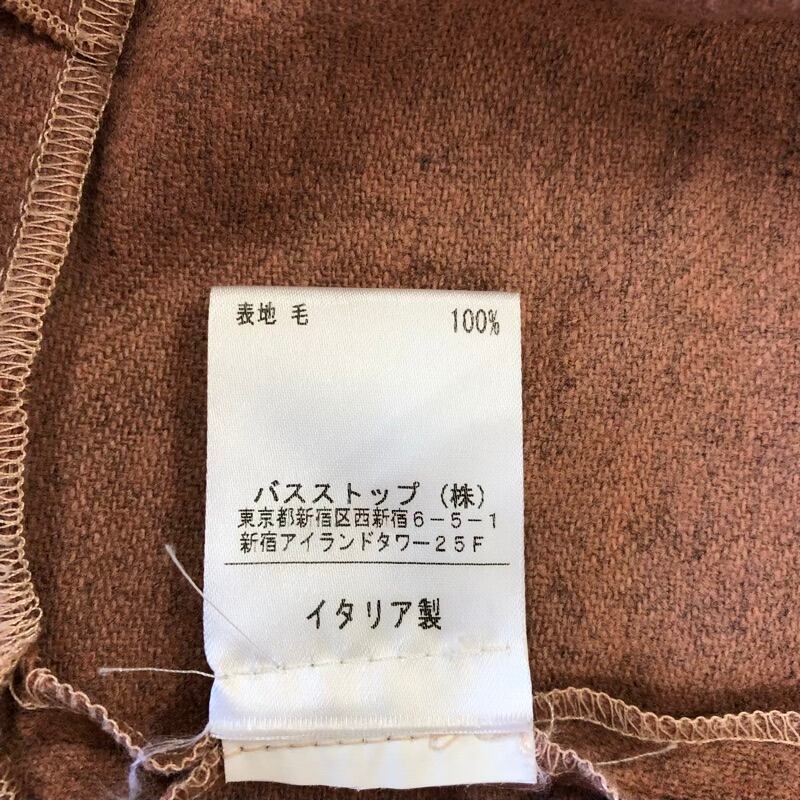 表地 毛 100%
バスストップ（株）
東京都新宿区西新宿６－５－１
新宿アイランドタワー２５Ｆ
イタリア製